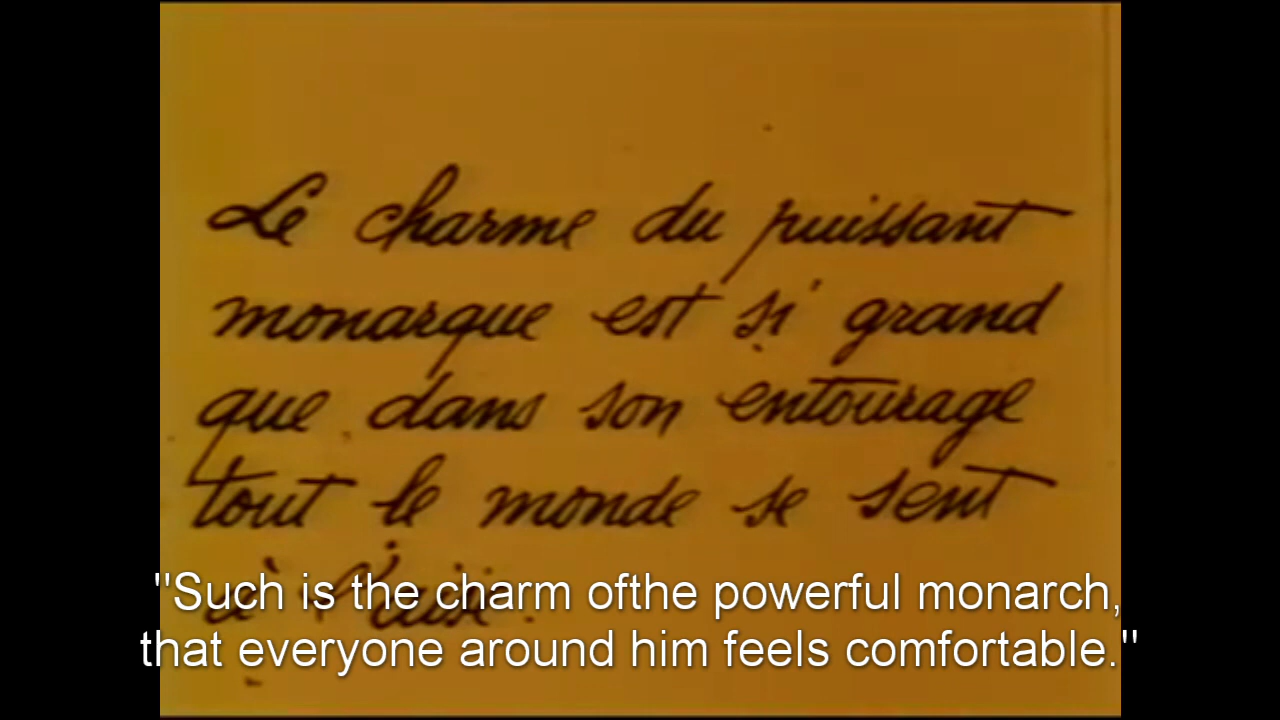 Le charme du puissant
monarque est si grand
que dans son entourage
tout le monde se sent
à l'aise.
"Such is the charm ofthe powerful monarch,
that everyone around him feels comfortable."